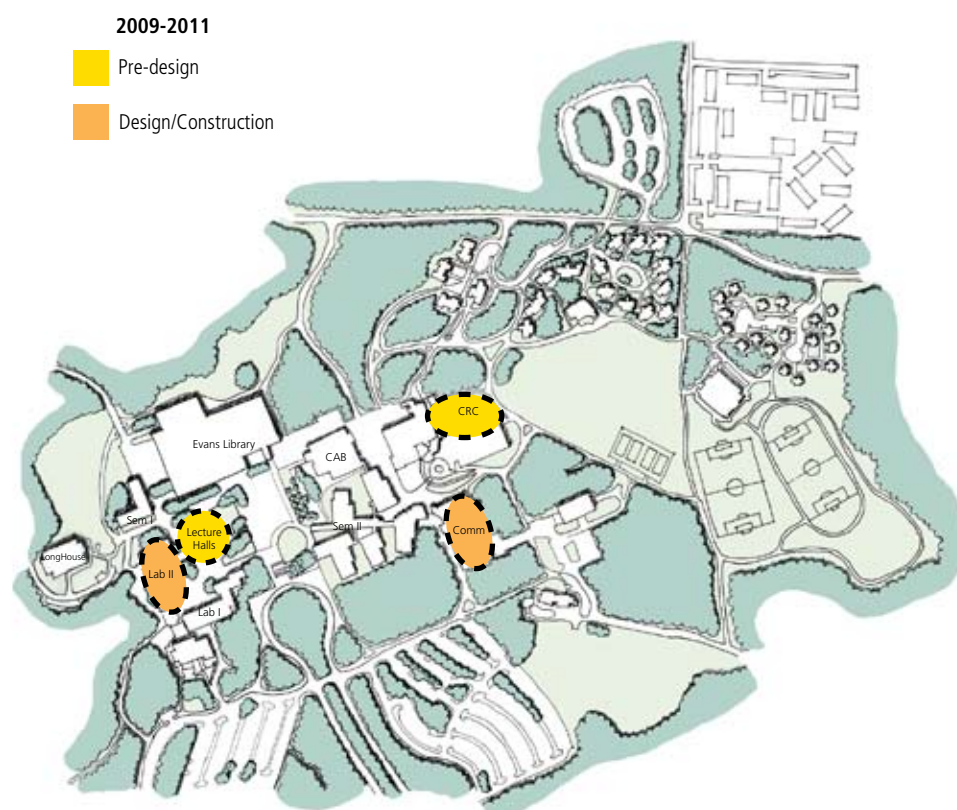 2009-2011
Pre-design
Design/Construction
CRC
Evans Library
CAB
Sem I
Sem II
Lecture
Halls
Comm
LongHouse
Lab II
Lab I